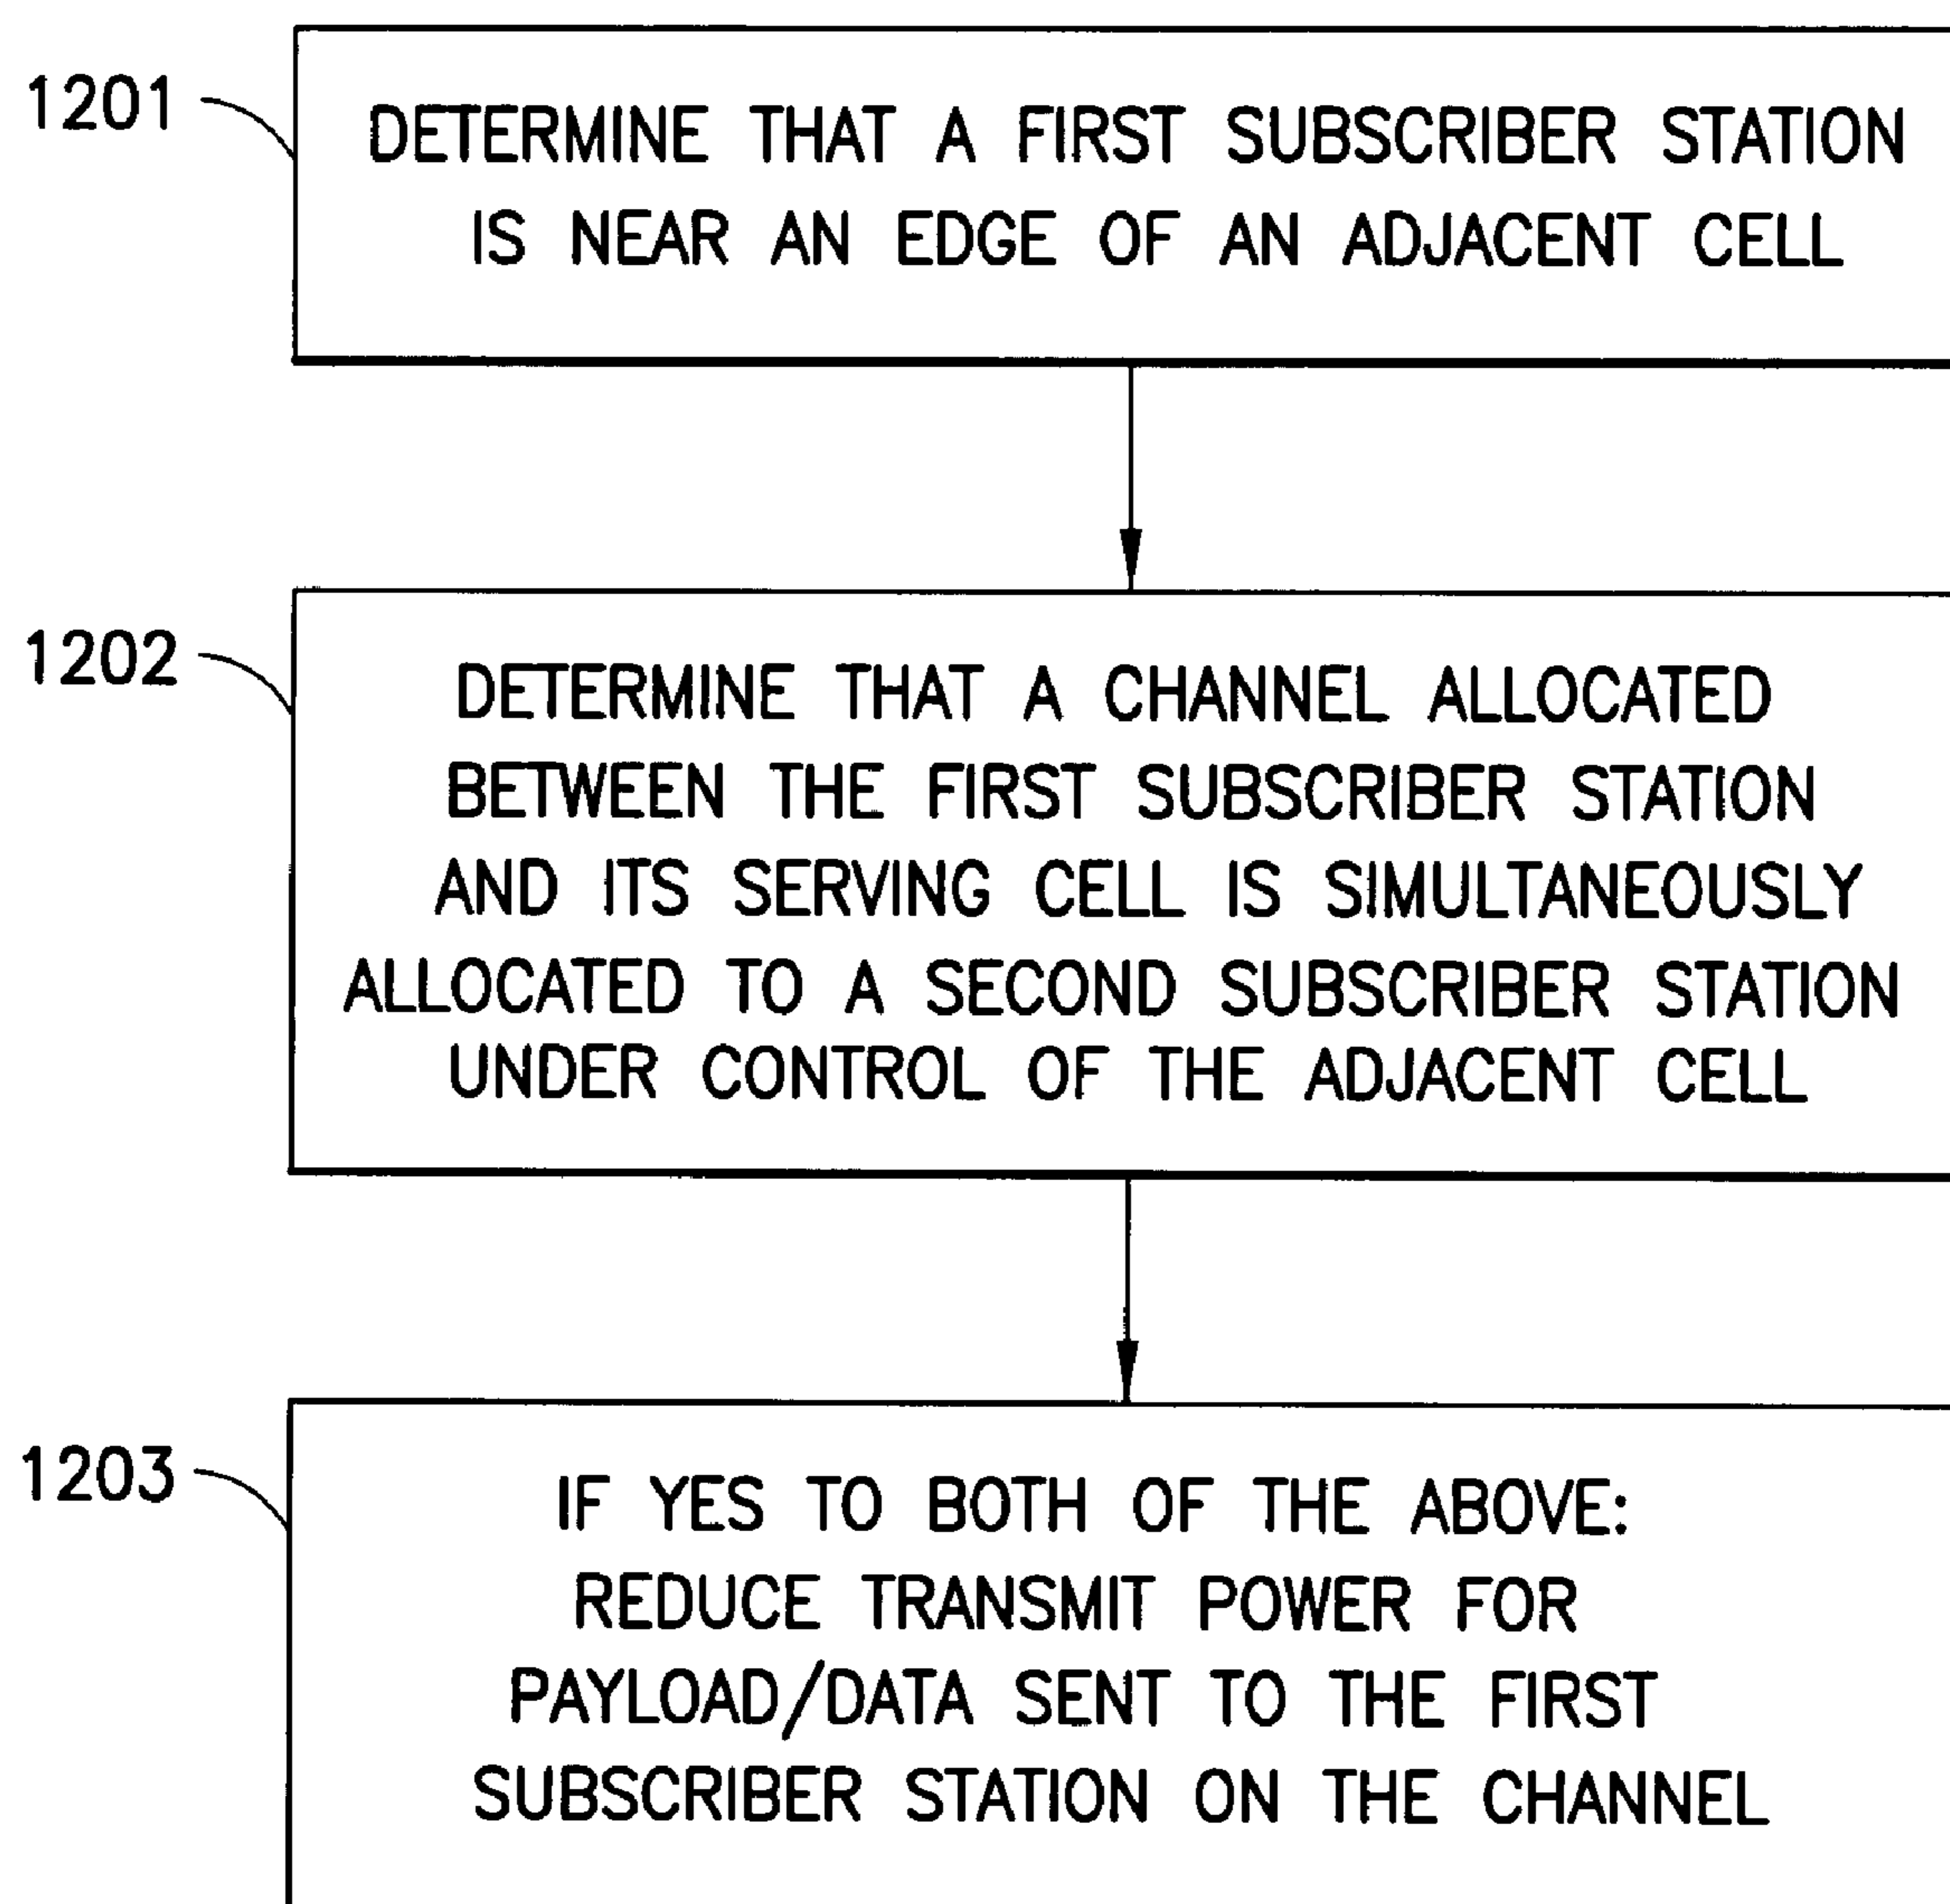 1201
DETERMINE THAT A FIRST SUBSCRIBER STATION
IS NEAR AN EDGE OF AN ADJACENT CELL
1202
DETERMINE THAT A CHANNEL ALLOCATED
BETWEEN THE FIRST SUBSCRIBER STATION
AND ITS SERVING CELL IS SIMULTANEOUSLY
ALLOCATED TO A SECOND SUBSCRIBER STATION
UNDER CONTROL OF THE ADJACENT CELL
1203
IF YES TO BOTH OF THE ABOVE:
REDUCE TRANSMIT POWER FOR
PAYLOAD/DATA SENT TO THE FIRST
SUBSCRIBER STATION ON THE CHANNEL